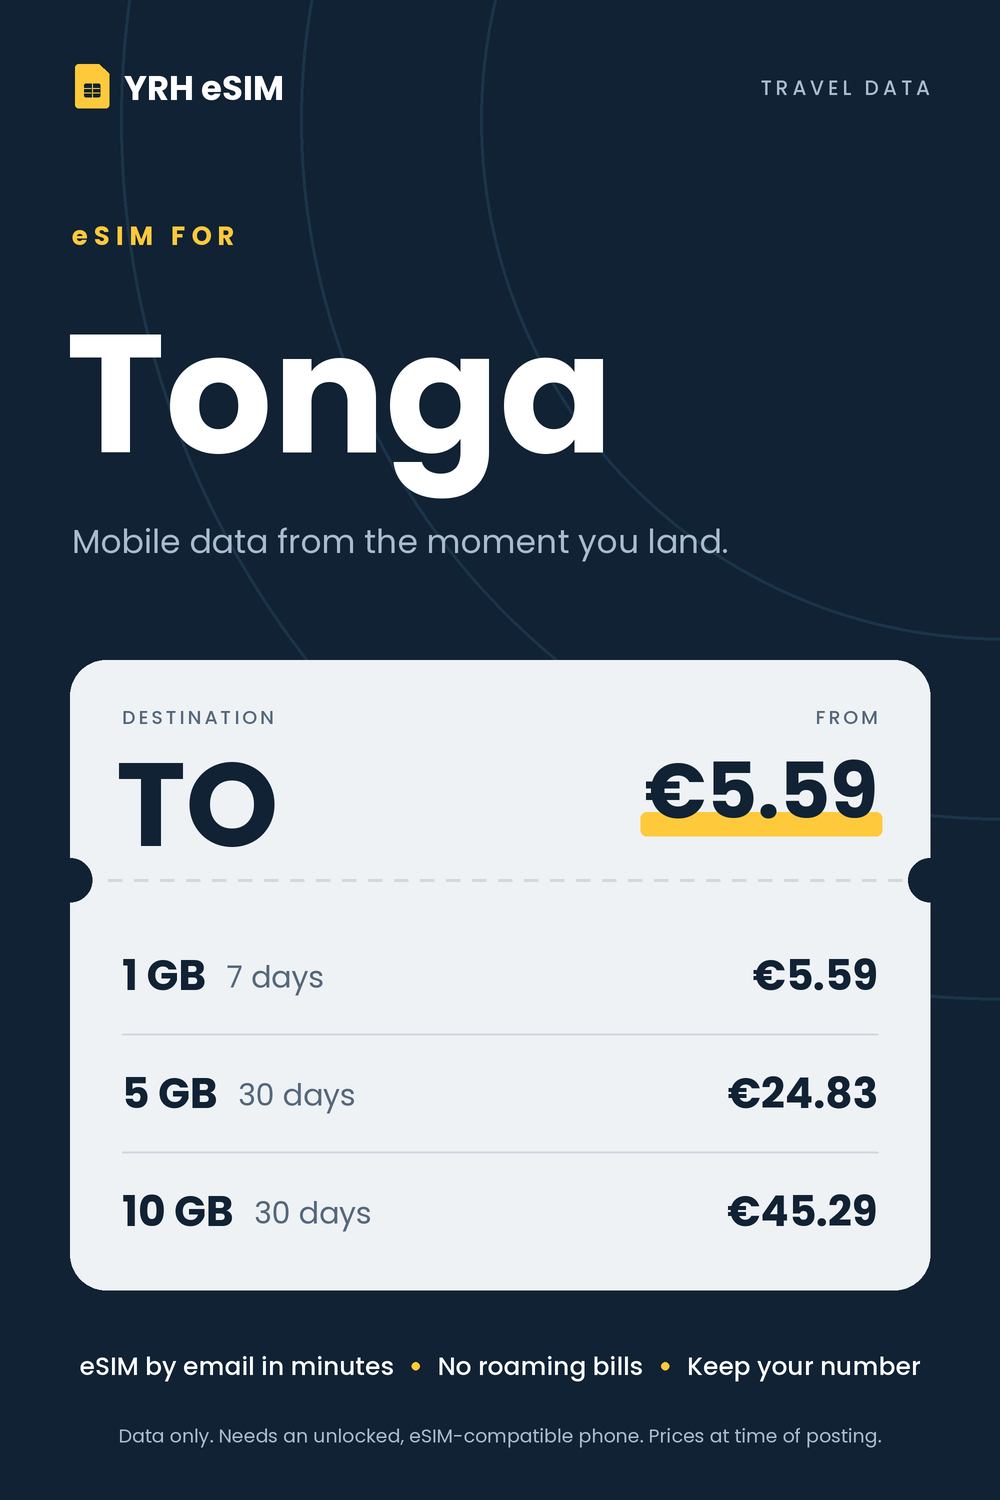 YRH eSIM
TRAVEL DATA
eSIM FOR
Tonga
Mobile data from the moment you land.
DESTINATION
FROM
TO
€5.59
1 GB 7 days €5.59
5 GB 30 days €24.83
10 GB 30 days €45.29
eSIM by email in minutes • No roaming bills • Keep your number
Data only. Needs an unlocked, eSIM-compatible phone. Prices at time of posting.